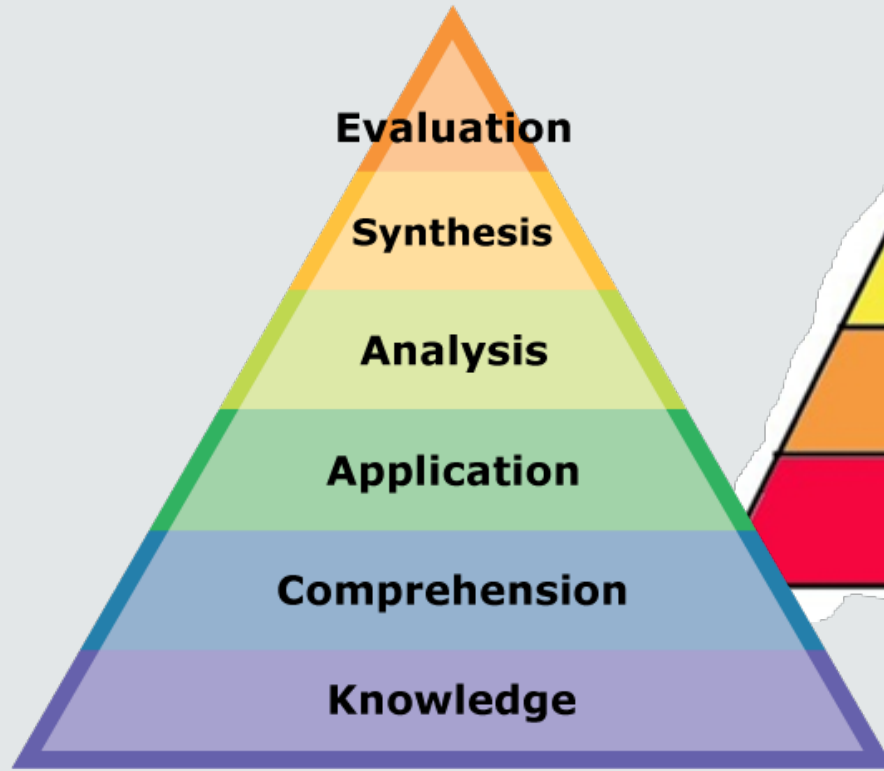 Evaluation
Synthesis
Analysis
Application
Comprehension
Knowledge